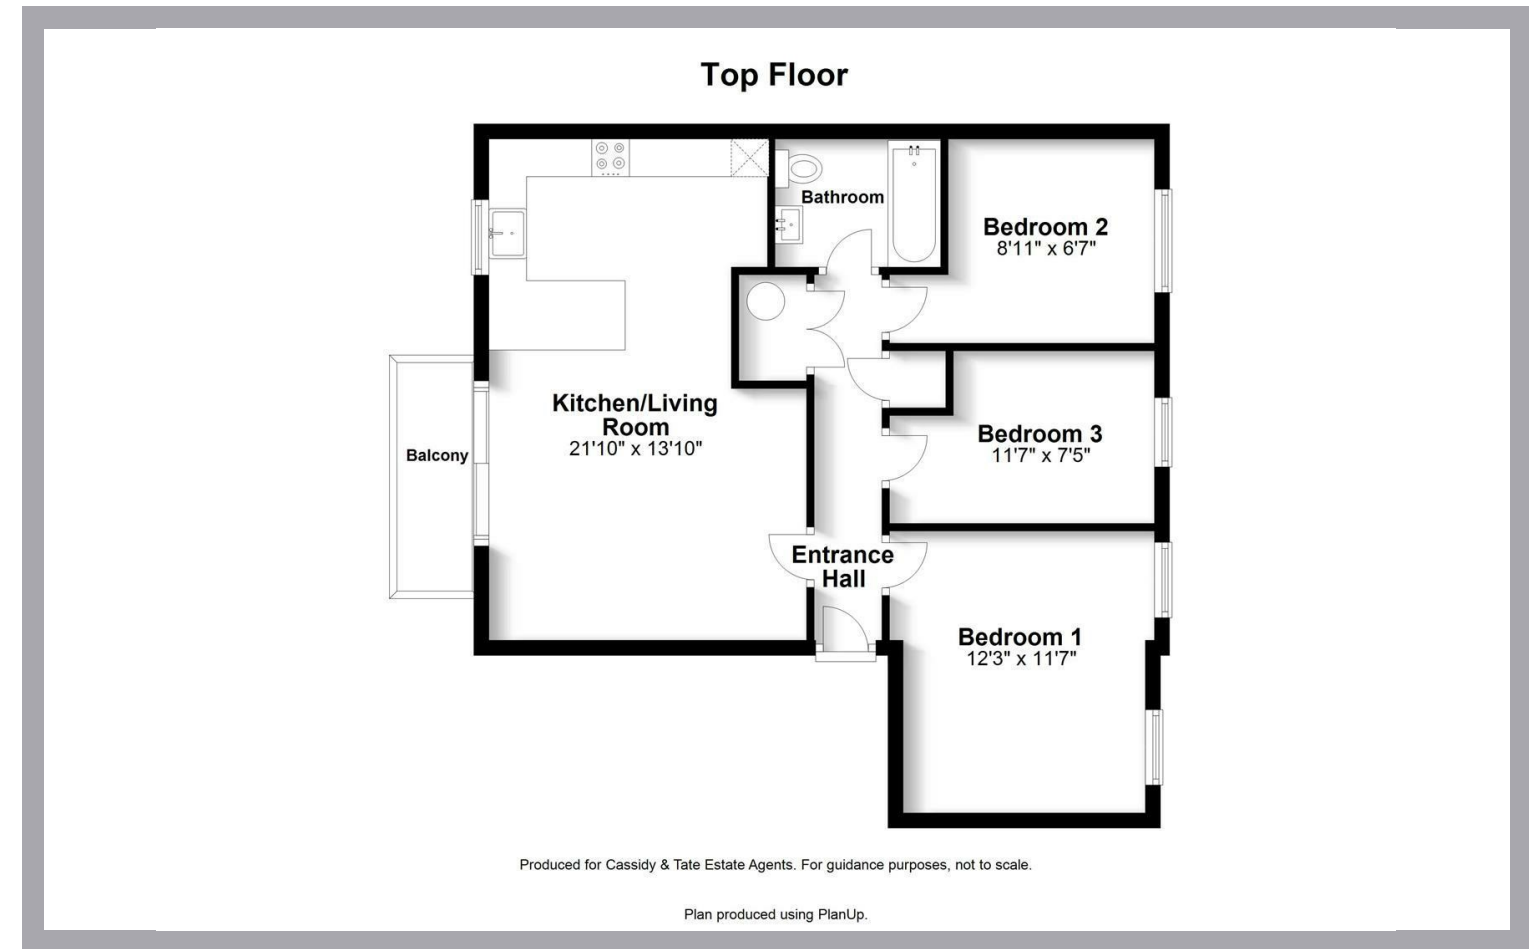 Top Floor
Bathroom
Bedroom 2
8'11" x 6'7"
Kitchen/Living
Room
21'10" x 13'10"
Balcony
Bedroom 3
11'7" x 7'5"
Entrance
Hall
Bedroom 1
12'3" x 11'7"
Produced for Cassidy & Tate Estate Agents. For guidance purposes, not to scale.
Plan produced using PlanUp.